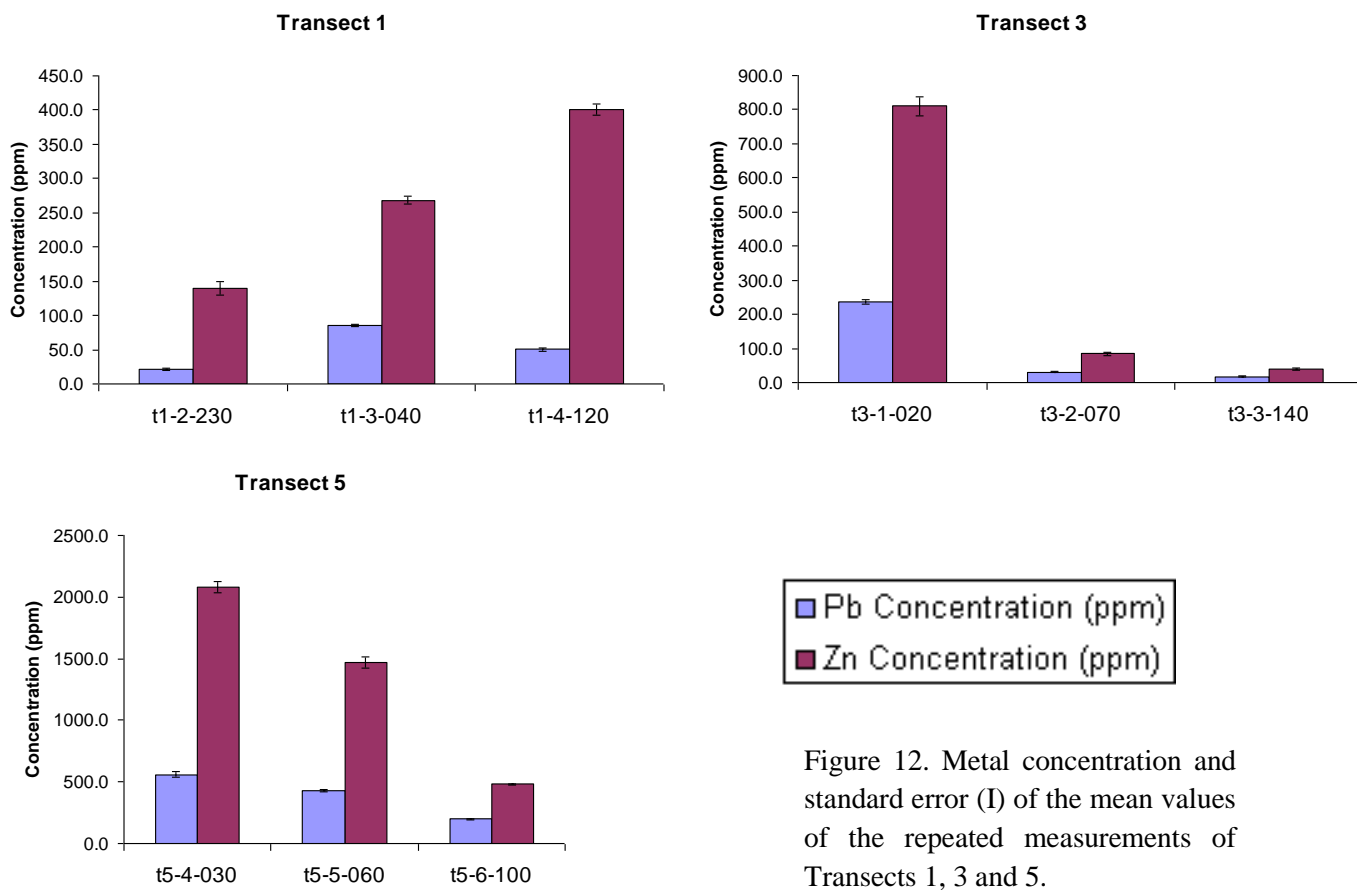 Transect 1
450.0
400.0
350.0
300.0
250.0
200.0
150.0
100.0
50.0
0.0
Concentration (ppm)
t1-2-230 t1-3-040 t1-4-120
Transect 3
900.0
800.0
700.0
600.0
500.0
400.0
300.0
200.0
100.0
0.0
Concentration (ppm)
t3-1-020 t3-2-070 t3-3-140
Transect 5
2500.0
2000.0
1500.0
1000.0
500.0
0.0
Concentration (ppm)
t5-4-030 t5-5-060 t5-6-100
Pb Concentration (ppm)
Zn Concentration (ppm)
Figure 12. Metal concentration and
standard error (I) of the mean values
of the repeated measurements of
Transects 1, 3 and 5.